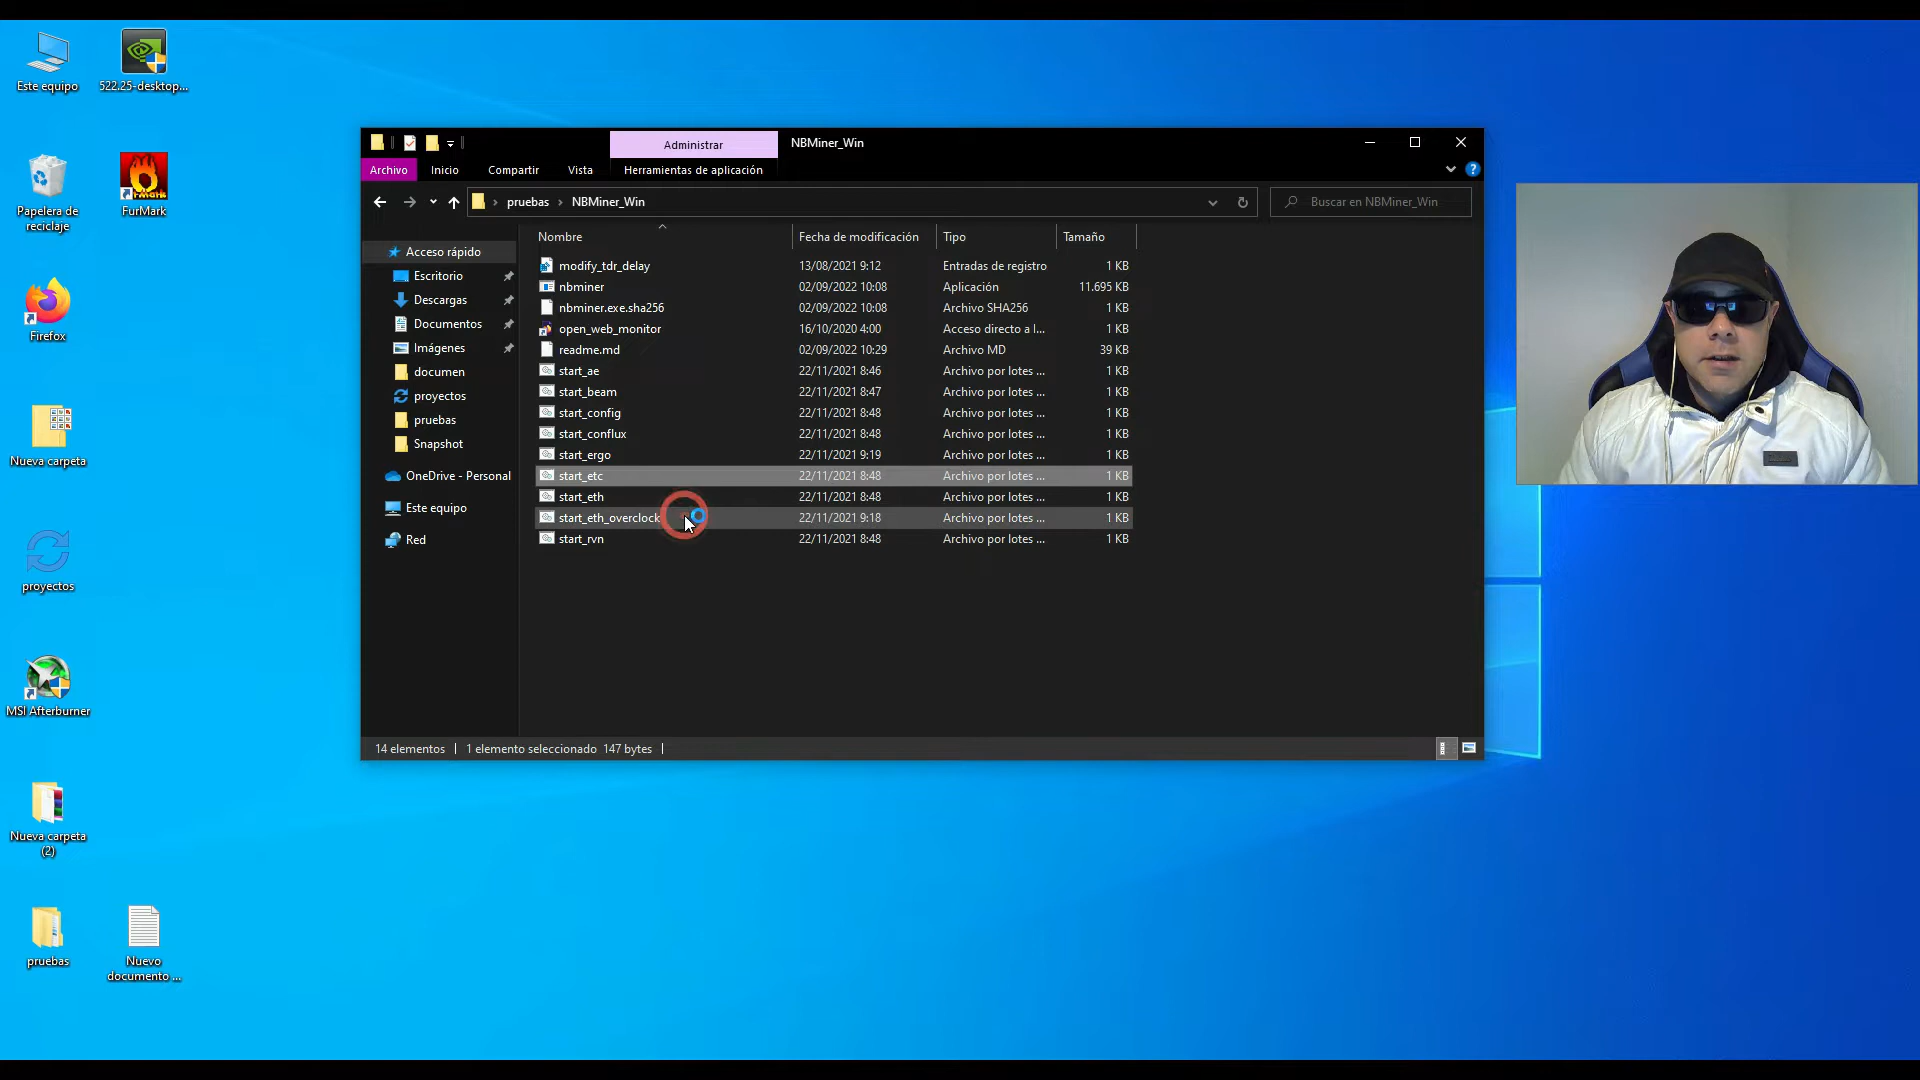 Este equipo
522.25-desktop...
Papelera de
reciclaje
FurMark
Firefox
Nueva carpeta
proyectos
MSI Afterburner
Nueva carpeta
(2)
pruebas
Nuevo
documento ...
Administrar
NBMiner_Win
Archivo
Inicio
Compartir
Vista
Herramientas de aplicación
pruebas
NBMiner_Win
Buscar en NBMiner_Win
Acceso rápido
Escritorio
Descargas
Documentos
Imágenes
documen
proyectos
pruebas
Snapshot
OneDrive - Personal
Este equipo
Red
Nombre Fecha de modificación Tipo Tamaño
modify_tdr_delay 13/08/2021 9:12 Entradas de registro 1 KB
nbminer 02/09/2022 10:08 Aplicación 11.695 KB
nbminer.exe.sha256 02/09/2022 10:08 Archivo SHA256 1 KB
open_web_monitor 16/10/2020 4:00 Acceso directo a l... 1 KB
readme.md 02/09/2022 10:29 Archivo MD 39 KB
start_ae 22/11/2021 8:46 Archivo por lotes ... 1 KB
start_beam 22/11/2021 8:47 Archivo por lotes ... 1 KB
start_config 22/11/2021 8:48 Archivo por lotes ... 1 KB
start_conflux 22/11/2021 8:48 Archivo por lotes ... 1 KB
start_ergo 22/11/2021 9:19 Archivo por lotes ... 1 KB
start_etc 22/11/2021 8:48 Archivo por lotes ... 1 KB
start_eth 22/11/2021 8:48 Archivo por lotes ... 1 KB
start_eth_overclock 22/11/2021 9:18 Archivo por lotes ... 1 KB
start_rvn 22/11/2021 8:48 Archivo por lotes ... 1 KB
14 elementos
1 elemento seleccionado 147 bytes